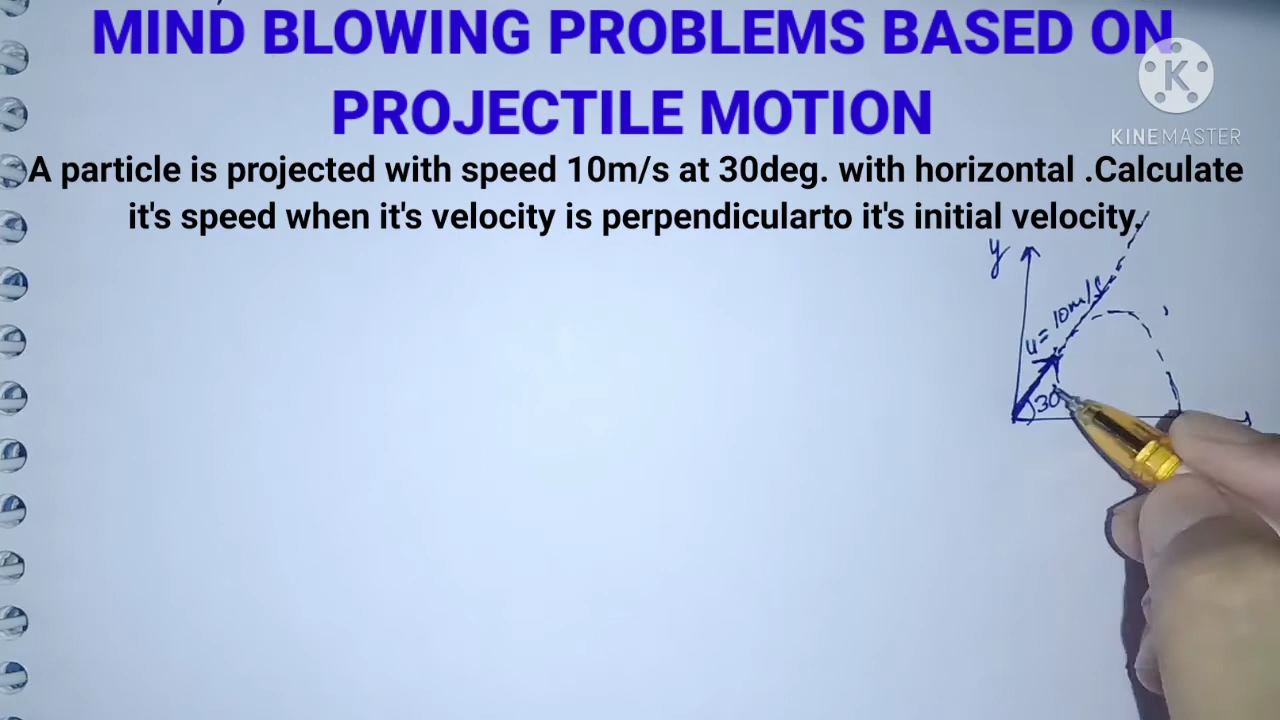 MIND BLOWING PROBLEMS BASED ON
PROJECTILE MOTION
KINEMASTER
A particle is projected with speed 10m/s at 30deg. with horizontal .Calculate
it's speed when it's velocity is perpendicularto it's initial velocity.
y
u = 10m/s
30
K